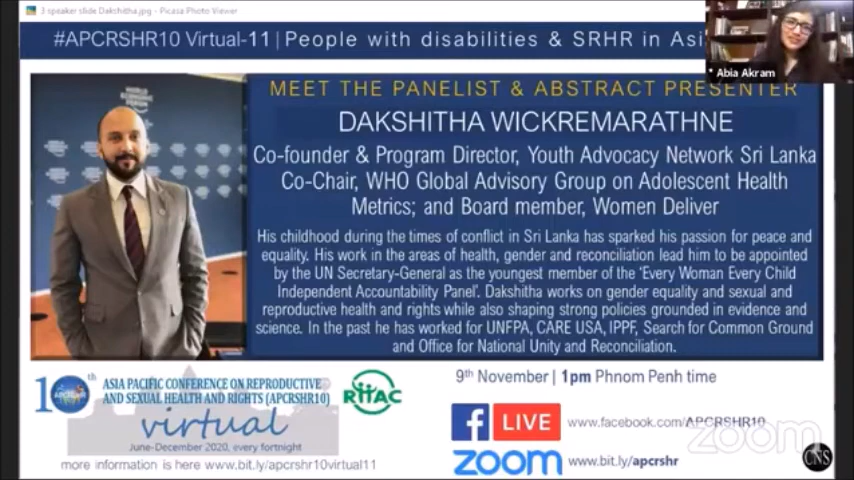 3 speaker slide Dakshitha.jpg - Picasa Photo Viewer
#APCRSHR10 Virtual-11 | People with disabilities & SRHR in Asi
* Abia Akram
MEET THE PANELIST & ABSTRACT PRESENTER
DAKSHITHA WICKREMARATHNE
Co-founder & Program Director, Youth Advocacy Network Sri Lanka
Co-Chair, WHO Global Advisory Group on Adolescent Health
Metrics; and Board member, Women Deliver
His childhood during the times of conflict in Sri Lanka has sparked his passion for peace and
equality. His work in the areas of health, gender and reconciliation lead him to be appointed
by the UN Secretary-General as the youngest member of the 'Every Woman Every Child
Independent Accountability Panel'. Dakshitha works on gender equality and sexual and
reproductive health and rights while also shaping strong policies grounded in evidence and
science. In the past he has worked for UNFPA, CARE USA, IPPF, Search for Common Ground
and Office for National Unity and Reconciliation.
WORLD
ECONOMIC
FORUM
10th ASIA PACIFIC CONFERENCE ON REPRODUCTIVE
AND SEXUAL HEALTH AND RIGHTS (APCRSHR10)
virtual
June-December 2020, every fortnight
more information is here www.bit.ly/apcrshr10virtual11
RHAC
9th November | 1pm Phnom Penh time
LIVE www.facebook.com/APCRSHR10
zoom www.bit.ly/apcrshr
zoom
CNS